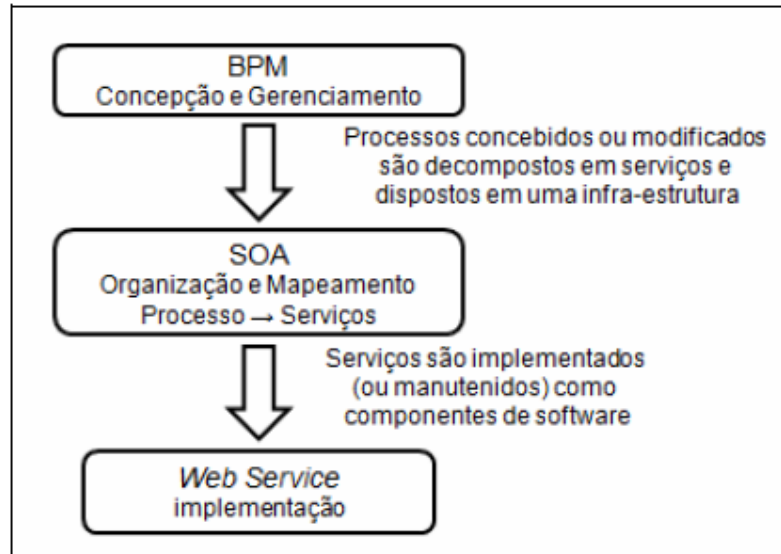 BPM
Concepção e Gerenciamento
Processos concebidos ou modificados
são decompostos em serviços e
dispostos em uma infra-estrutura
SOA
Organização e Mapeamento
Processo → Serviços
Serviços são implementados
(ou manutenidos) como
componentes de software
Web Service
implementação